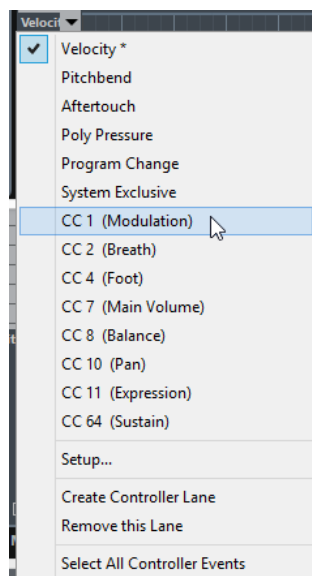 Velocit
Velocity *
Pitchbend
Aftertouch
Poly Pressure
Program Change
System Exclusive
CC 1 (Modulation)
CC 2 (Breath)
CC 4 (Foot)
CC 7 (Main Volume)
CC 8 (Balance)
CC 10 (Pan)
CC 11 (Expression)
CC 64 (Sustain)
Setup...
Create Controller Lane
Remove this Lane
Select All Controller Events